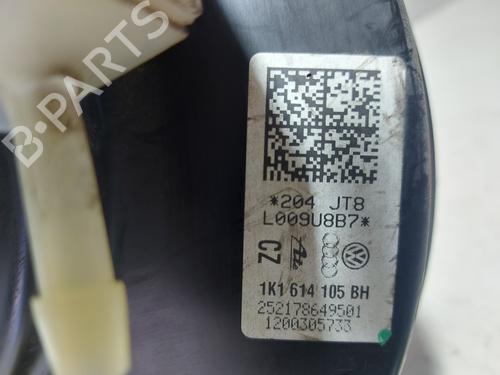 B-PARTS
*204 JT8
L009U8B7*
CZ
1K1 614 105 BH
252178649501
1200305733